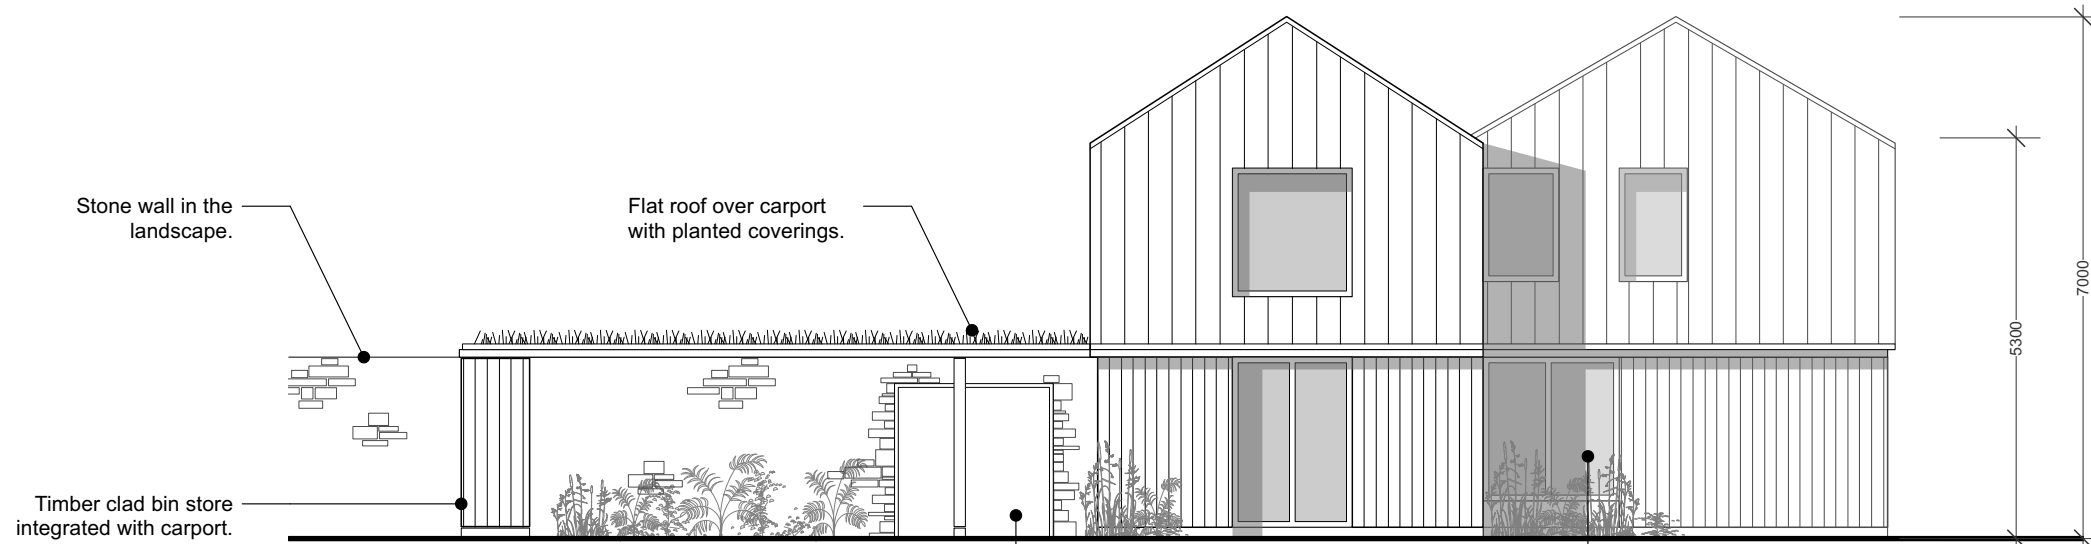 Stone wall in the
landscape.
Flat roof over carport
with planted coverings.
Timber clad bin store
integrated with carport.
5300
7000